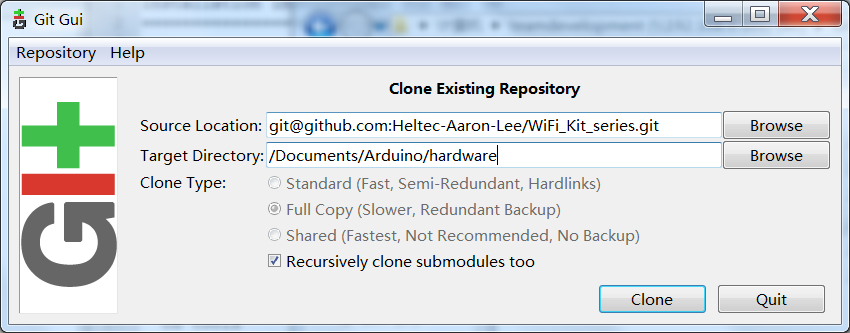 Git Gui
Repository Help
Clone Existing Repository
Source Location: git@github.com:Heltec-Aaron-Lee/WiFi_Kit_series.git Browse
Target Directory: /Documents/Arduino/hardware Browse
Clone Type: Standard (Fast, Semi-Redundant, Hardlinks)
Full Copy (Slower, Redundant Backup)
Shared (Fastest, Not Recommended, No Backup)
Recursively clone submodules too
Clone Quit